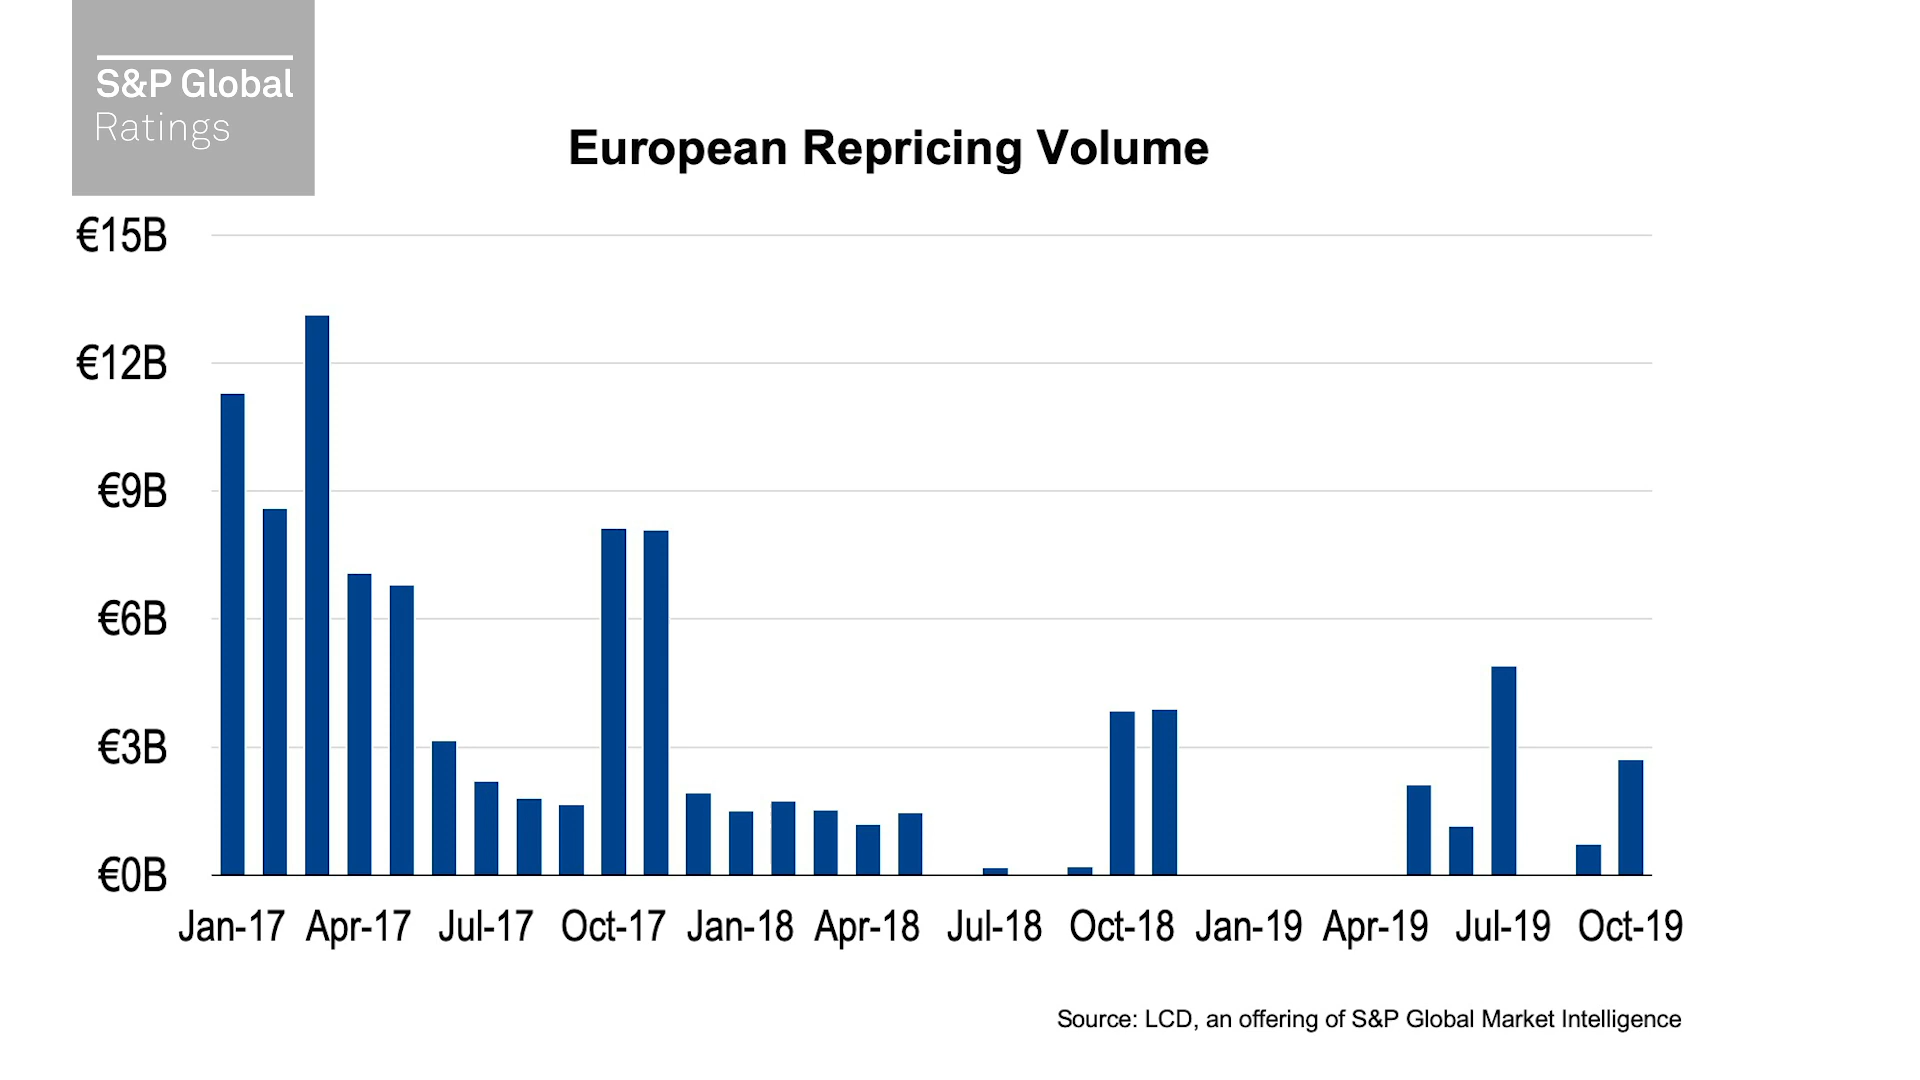 S&P Global
Ratings
European Repricing Volume
€15B
€12B
€9B
€6B
€3B
€0B
Jan-17 Apr-17 Jul-17 Oct-17 Jan-18 Apr-18 Jul-18 Oct-18 Jan-19 Apr-19 Jul-19 Oct-19
Source: LCD, an offering of S&P Global Market Intelligence